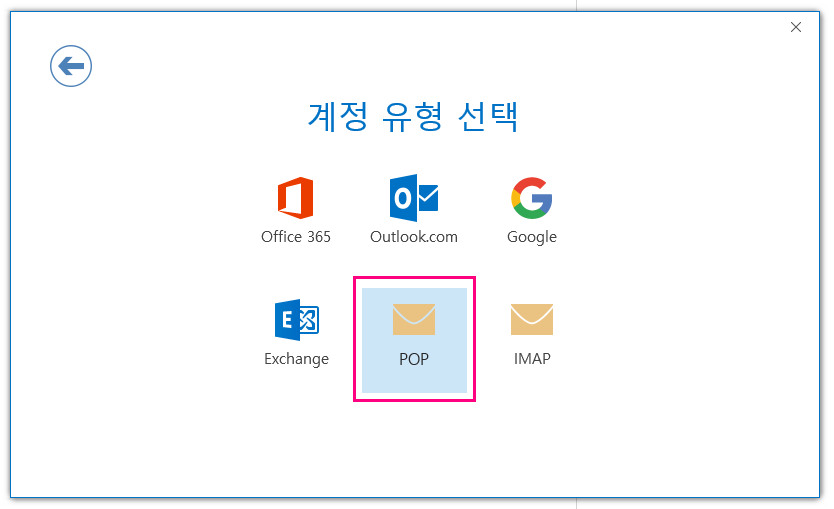 계정 유형 선택
Office 365
Outlook.com
Google
Exchange
POP
IMAP